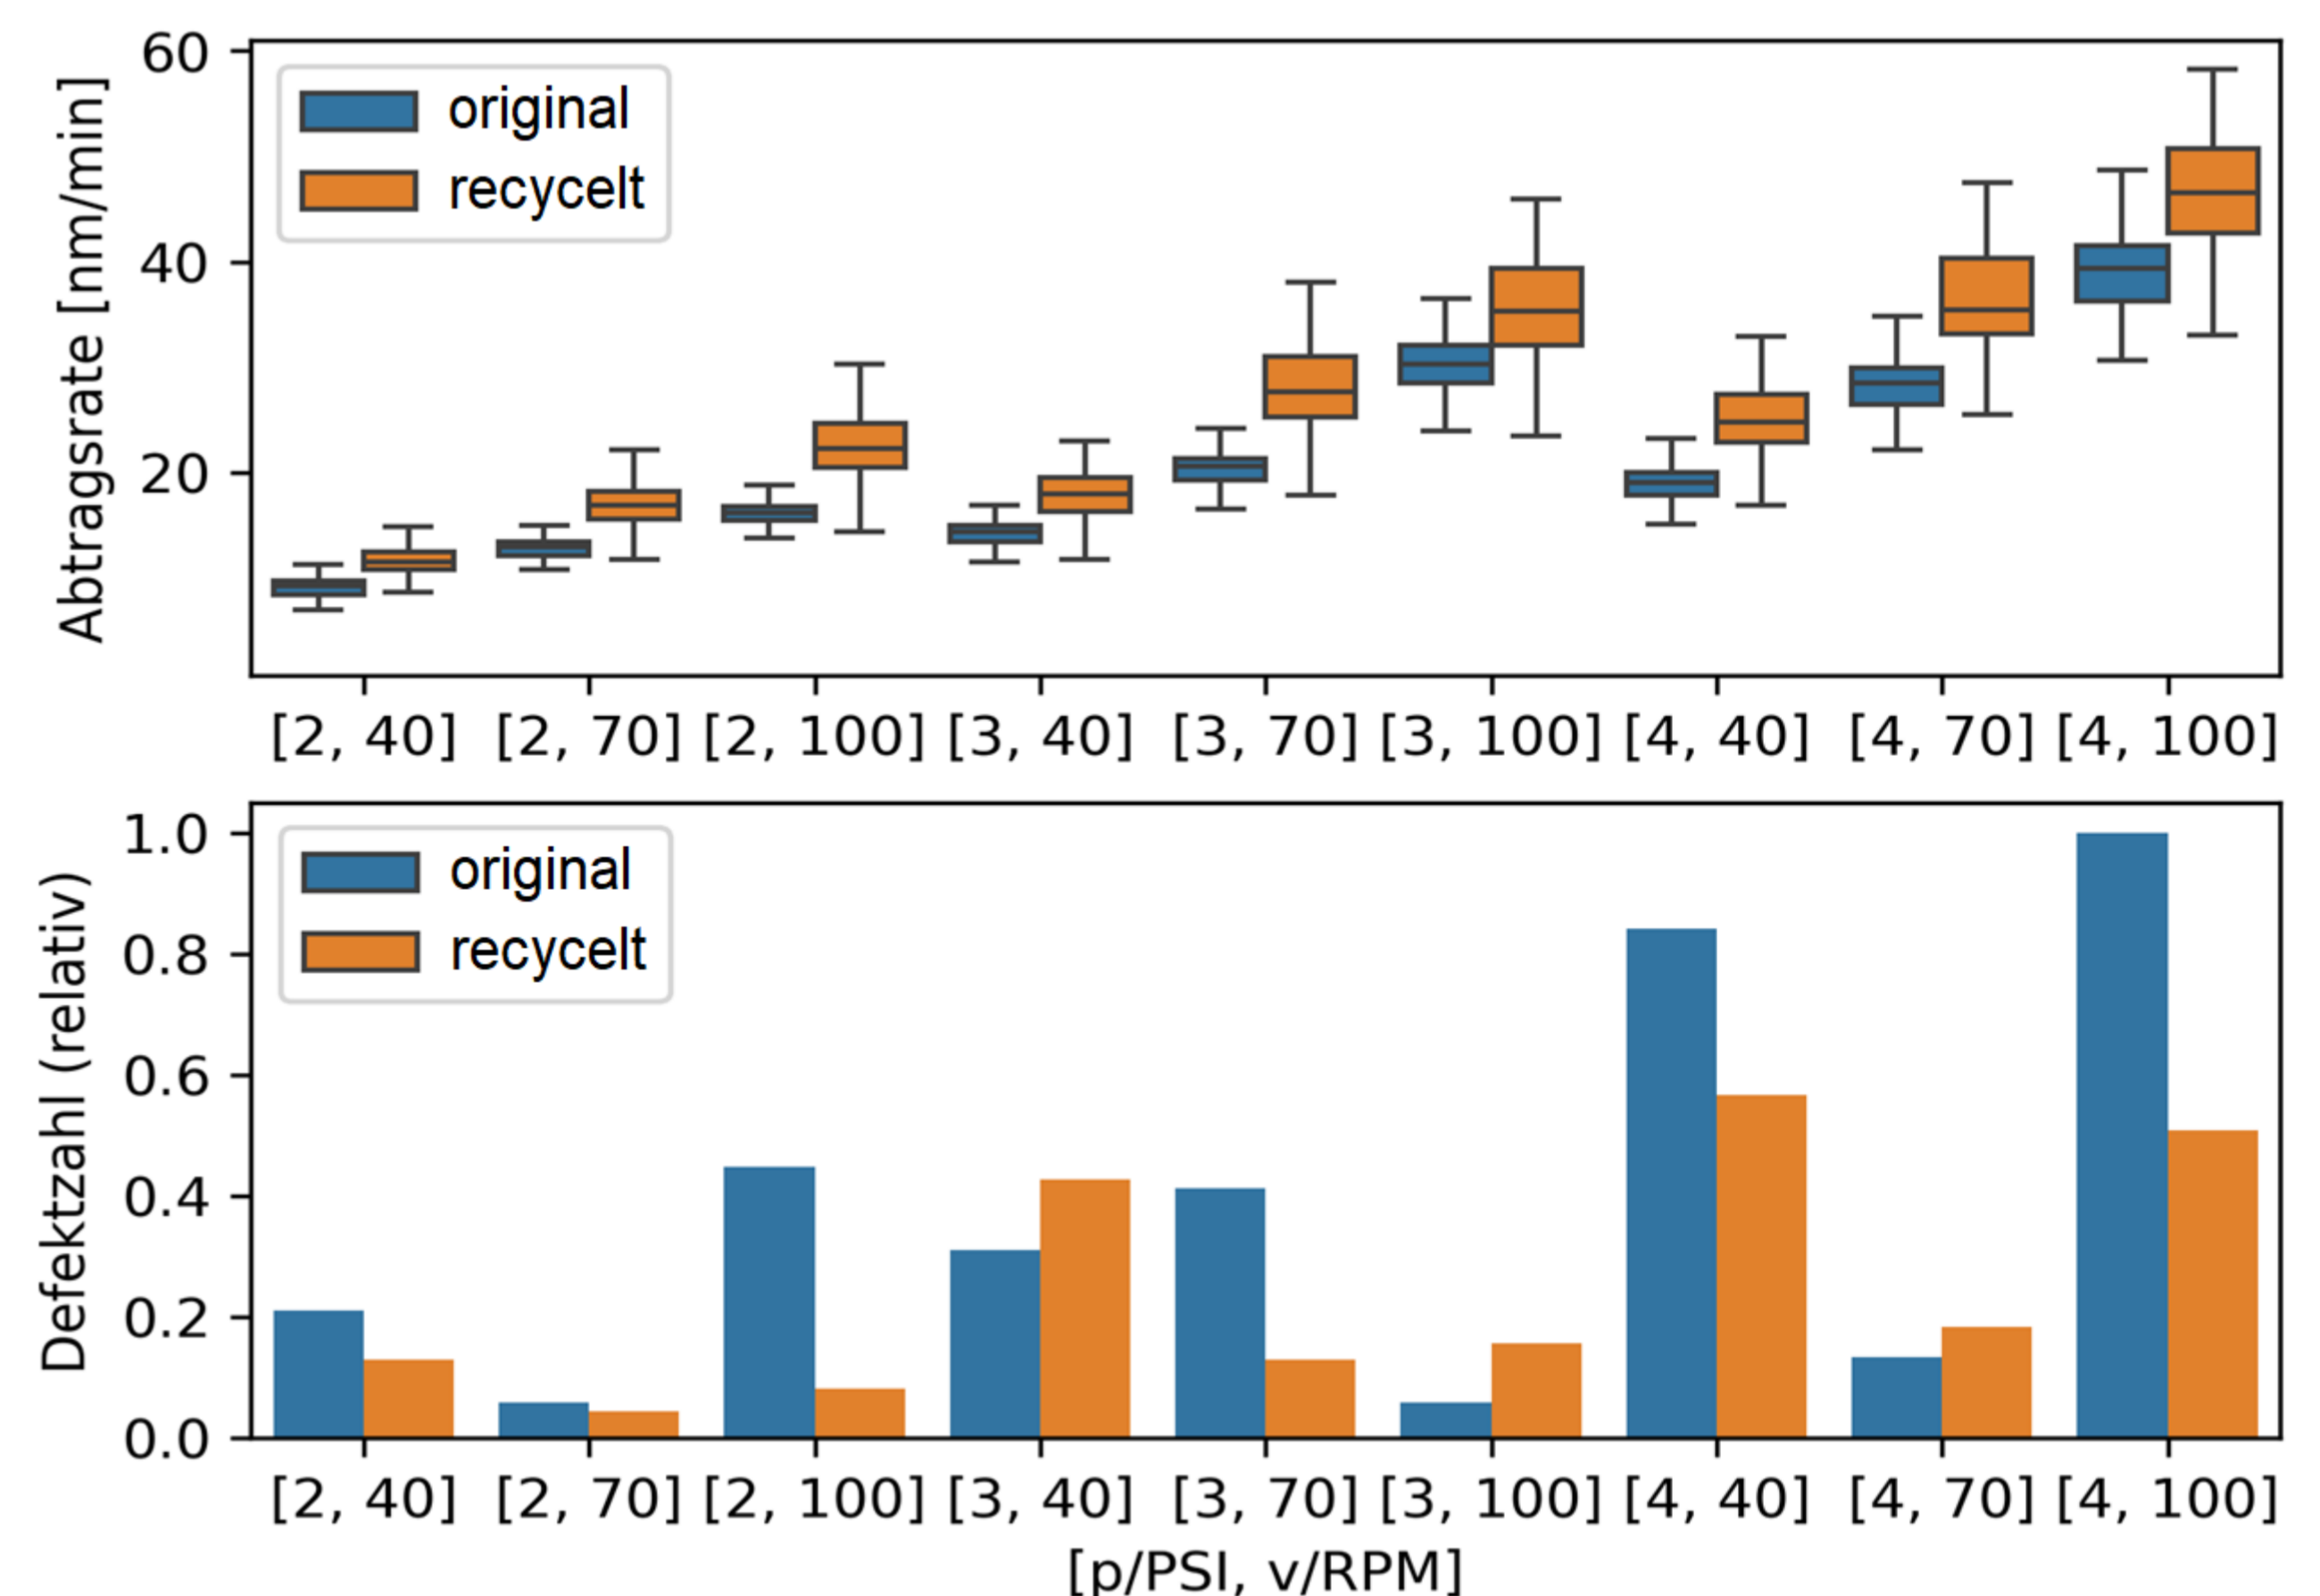 60
40
20
Abtragsrate [nm/min]
original
recycelt
[2, 40] [2, 70] [2, 100] [3, 40] [3, 70] [3, 100] [4, 40] [4, 70] [4, 100]
1.0
0.8
0.6
0.4
0.2
0.0
Defektzahl (relativ)
original
recycelt
[2, 40] [2, 70] [2, 100] [3, 40] [3, 70] [3, 100] [4, 40] [4, 70] [4, 100]
[p/PSI, v/RPM]